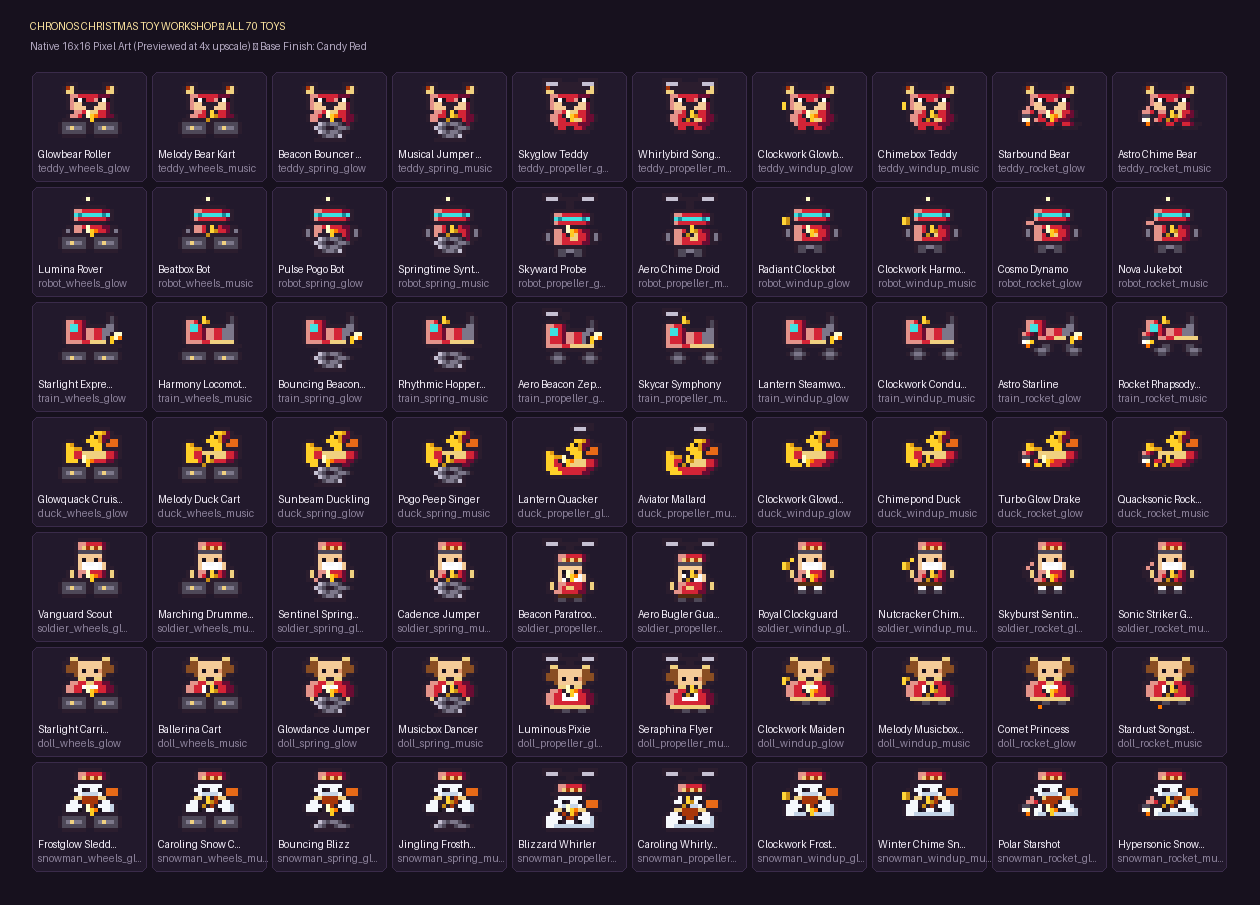 CHRONOS CHRISTMAS TOY WORKSHOP ▯ ALL 70 TOYS
Native 16x16 Pixel Art (Previewed at 4x upscale) ▯ Base Finish: Candy Red
Glowbear Roller
teddy_wheels_glow
Melody Bear Kart
teddy_wheels_music
Beacon Bouncer ...
teddy_spring_glow
Musical Jumper ...
teddy_spring_music
Skyglow Teddy
teddy_propeller_g...
Whirlybird Song...
teddy_propeller_m...
Clockwork Glowb...
teddy_windup_glow
Chimebox Teddy
teddy_windup_music
Starbound Bear
teddy_rocket_glow
Astro Chime Bear
teddy_rocket_music
Lumina Rover
robot_wheels_glow
Beatbox Bot
robot_wheels_music
Pulse Pogo Bot
robot_spring_glow
Springtime Synt...
robot_spring_music
Skyward Probe
robot_propeller_g...
Aero Chime Droid
robot_propeller_m...
Radiant Clockbot
robot_windup_glow
Clockwork Harmo...
robot_windup_music
Cosmo Dynamo
robot_rocket_glow
Nova Jukebot
robot_rocket_music
Starlight Expre...
train_wheels_glow
Harmony Locomot...
train_wheels_music
Bouncing Beacon...
train_spring_glow
Rhythmic Hopper...
train_spring_music
Aero Beacon Zep...
train_propeller_g...
Skycar Symphony
train_propeller_m...
Lantern Steamwo...
train_windup_glow
Clockwork Condu...
train_windup_music
Astro Starline
train_rocket_glow
Rocket Rhapsody...
train_rocket_music
Glowquack Cruis...
duck_wheels_glow
Melody Duck Cart
duck_wheels_music
Sunbeam Duckling
duck_spring_glow
Pogo Peep Singer
duck_spring_music
Lantern Quacker
duck_propeller_gl...
Aviator Mallard
duck_propeller_mu...
Clockwork Glowd...
duck_windup_glow
Chimepond Duck
duck_windup_music
Turbo Glow Drake
duck_rocket_glow
Quacksonic Rock...
duck_rocket_music
Vanguard Scout
soldier_wheels_gl...
Marching Drumme...
soldier_wheels_mu...
Sentinel Spring...
soldier_spring_gl...
Cadence Jumper
soldier_spring_mu...
Beacon Paratroo...
soldier_propeller...
Aero Bugler Gua...
soldier_propeller...
Royal Clockguard
soldier_windup_gl...
Nutcracker Chim...
soldier_windup_mu...
Skyburst Sentin...
soldier_rocket_gl...
Sonic Striker G...
soldier_rocket_mu...
Starlight Carri...
doll_wheels_glow
Ballerina Cart
doll_wheels_music
Glowdance Jumper
doll_spring_glow
Musicbox Dancer
doll_spring_music
Luminous Pixie
doll_propeller_gl...
Seraphina Flyer
doll_propeller_mu...
Clockwork Maiden
doll_windup_glow
Melody Musicbox...
doll_windup_music
Comet Princess
doll_rocket_glow
Stardust Songst...
doll_rocket_music
Frostglow Sledd...
snowman_wheels_gl...
Caroling Snow C...
snowman_wheels_mu...
Bouncing Blizz
snowman_spring_gl...
Jingling Frosth...
snowman_spring_mu...
Blizzard Whirler
snowman_propeller...
Caroling Whirly...
snowman_propeller...
Clockwork Frost...
snowman_windup_gl...
Winter Chime Sn...
snowman_windup_mu...
Polar Starshot
snowman_rocket_gl...
Hypersonic Snow...
snowman_rocket_mu...